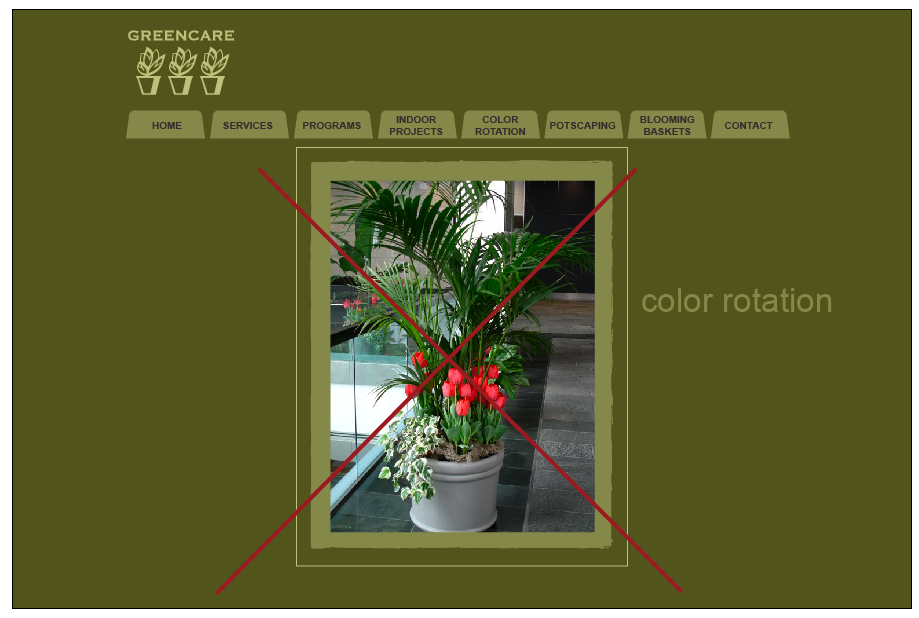 GREENCARE
HOME
SERVICES
PROGRAMS
INDOOR
PROJECTS
COLOR
ROTATION
POTSCAPING
BLOOMING
BASKETS
CONTACT
color rotation